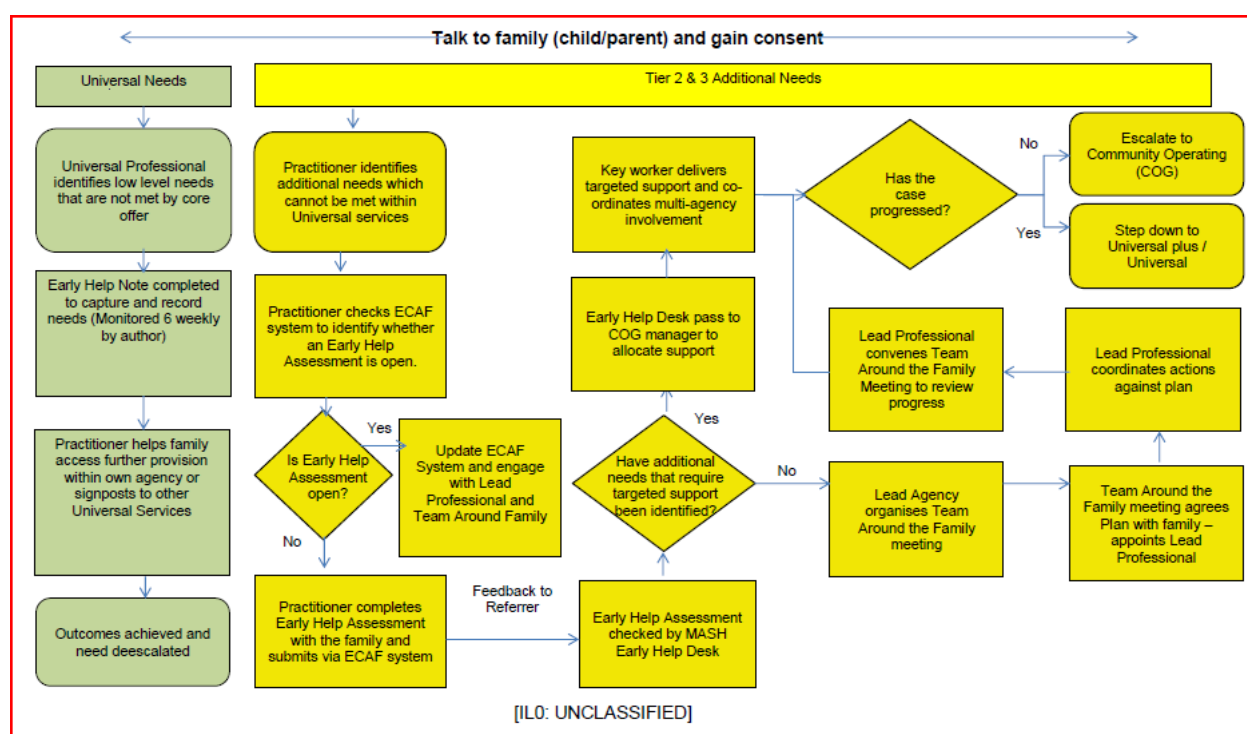 Talk to family (child/parent) and gain consent
Universal Needs
Tier 2 & 3 Additional Needs
Universal Professional
identifies low level needs
that are not met by core
offer
Early Help Note completed
to capture and record
needs (Monitored 6 weekly
by author)
Practitioner helps family
access further provision
within own agency or
signposts to other
Universal Services
Outcomes achieved and
need deescalated
Practitioner identifies
additional needs which
cannot be met within
Universal services
Practitioner checks ECAF
system to identify whether
an Early Help
Assessment is open.
Is Early Help
Assessment
open?
Yes
Update ECAF
System and engage
with Lead
Professional and
Team Around Family
No
Practitioner completes
Early Help Assessment
with the family and
submits via ECAF system
Feedback to
Referrer
Early Help Assessment
checked by MASH
Early Help Desk
Have additional
needs that require
targeted support
been identified?
Yes
Early Help Desk pass to
COG manager to
allocate support
Key worker delivers
targeted support and co-
ordinates multi-agency
involvement
No
Lead Agency
organises Team
Around the Family
meeting
Team Around the
Family meeting agrees
Plan with family –
appoints Lead
Professional
Lead Professional
coordinates actions
against plan
Lead Professional
convenes Team
Around the Family
Meeting to review
progress
Has the
case
progressed?
No
Escalate to
Community Operating
(COG)
Yes
Step down to
Universal plus /
Universal
[IL0: UNCLASSIFIED]